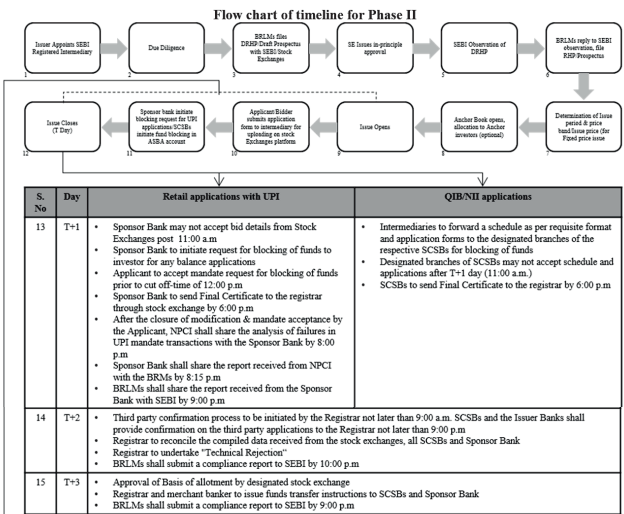 Flow chart of timeline for Phase II
Issuer Appoints SEBI
Registered Intermediary
1
Due Diligence
2
BRLMs files
DRHP/Draft Prospectus
with SEBI/Stock
Exchanges
3
SE Issues in-principle
approval
4
SEBI Observation of
DRHP
5
BRLMs reply to SEBI
observation, file
RHP/Prospectus
6
Determination of Issue
period & price
band/Issue price (for
Fixed price issue
7
Anchor Book opens,
allocation to Anchor
investors (optional)
8
Issue Opens
9
Applicant/Bidder
submits application
form to intermediary for
uploading on stock
Exchanges platform
10
Sponsor bank initiate
blocking request for UPI
applications/SCSBs
initiate fund blocking in
ASBA account
11
Issue Closes
(T Day)
12
S.
No
Day
Retail applications with UPI
QIB/NII applications
13
T+1
• Sponsor Bank may not accept bid details from Stock
Exchanges post 11:00 a.m
• Sponsor Bank to initiate request for blocking of funds to
investor for any balance applications
• Applicant to accept mandate request for blocking of funds
prior to cut off-time of 12:00 p.m
• Sponsor Bank to send Final Certificate to the registrar
through stock exchange by 6:00 p.m
• After the closure of modification & mandate acceptance by
the Applicant, NPCI shall share the analysis of failures in
UPI mandate transactions with the Sponsor Bank by 8:00
p.m
• Sponsor Bank shall share the report received from NPCI
with the BRMs by 8:15 p.m
• BRLMs shall share the report received from the Sponsor
Bank with SEBI by 9:00 p.m
• Intermediaries to forward a schedule as per requisite format
and application forms to the designated branches of the
respective SCSBs for blocking of funds
• Designated branches of SCSBs may not accept schedule and
applications after T+1 day (11:00 a.m.)
• SCSBs to send Final Certificate to the registrar by 6:00 p.m
14
T+2
• Third party confirmation process to be initiated by the Registrar not later than 9:00 a.m. SCSBs and the Issuer Banks shall
provide confirmation on the third party applications to the Registrar not later than 9:00 p.m
• Registrar to reconcile the compiled data received from the stock exchanges, all SCSBs and Sponsor Bank
• Registrar to undertake "Technical Rejection"
• BRLMs shall submit a compliance report to SEBI by 10:00 p.m
15
T+3
• Approval of Basis of allotment by designated stock exchange
• Registrar and merchant banker to issue funds transfer instructions to SCSBs and Sponsor Bank
• BRLMs shall submit a compliance report to SEBI by 9:00 p.m